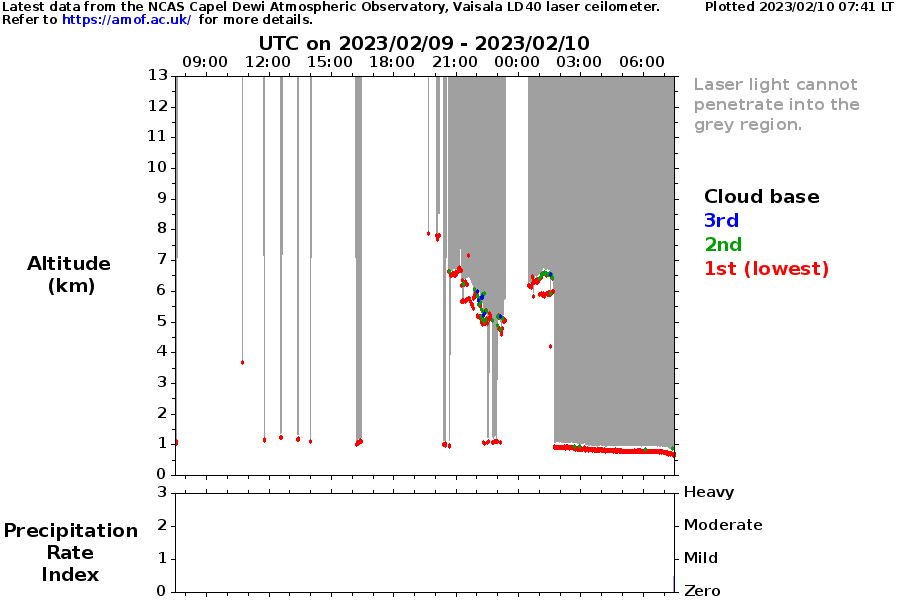 Latest data from the NCAS Capel Dewi Atmospheric Observatory, Vaisala LD40 laser ceilometer. Plotted 2023/02/10 07:41 LT
Refer to https://amof.ac.uk/ for more details.
UTC on 2023/02/09 - 2023/02/10
09:00 12:00 15:00 18:00 21:00 00:00 03:00 06:00
13
12
11
10
9
8
7
6
5
4
3
2
1
0
Altitude
(km)
Laser light cannot
penetrate into the
grey region.
Cloud base
3rd
2nd
1st (lowest)
3 Heavy
2 Moderate
1 Mild
0 Zero
Precipitation
Rate
Index